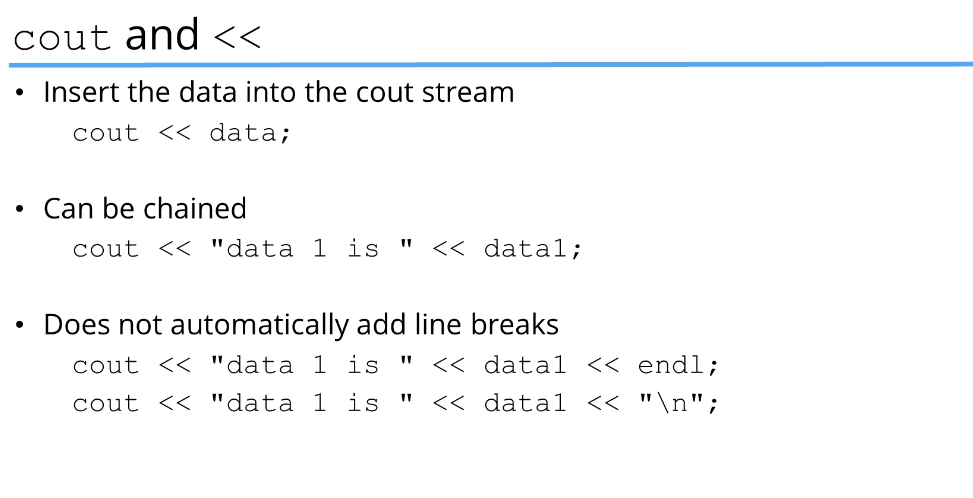 cout and <<
• Insert the data into the cout stream
cout << data;
• Can be chained
cout << "data 1 is " << data1;
• Does not automatically add line breaks
cout << "data 1 is " << data1 << endl;
cout << "data 1 is " << data1 << "\n";